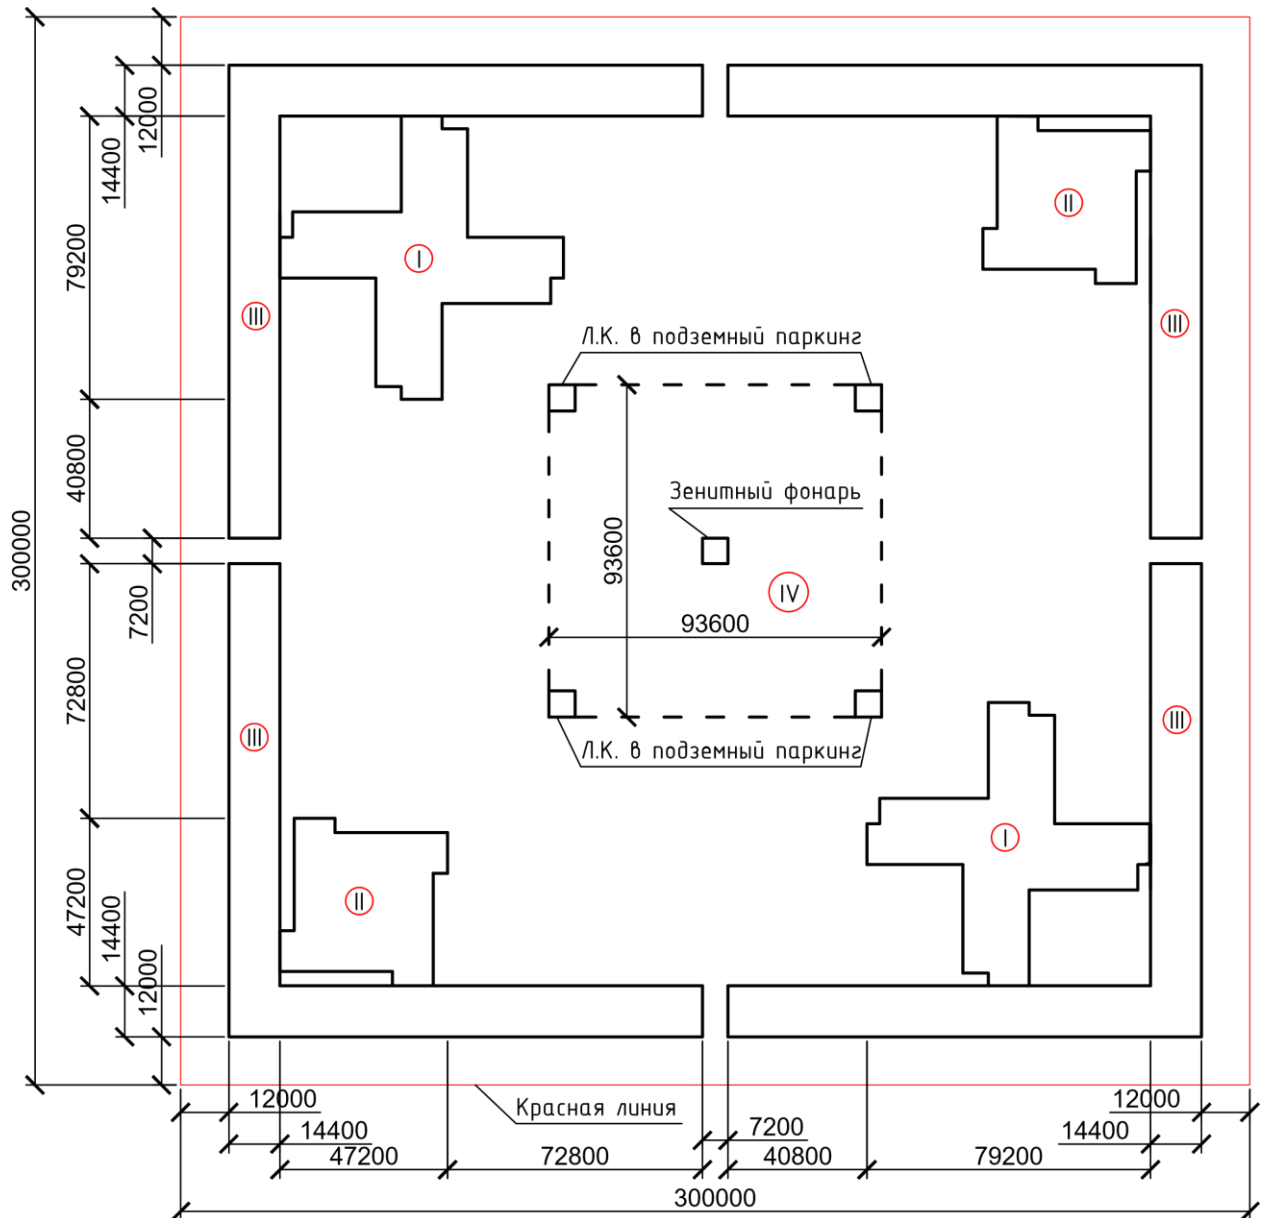 12000
14400
79200
I
II
III
III
Л.К. в подземный паркинг
40800
Зенитный фонарь
300000
93600
IV
7200
93600
72800
III
III
Л.К. в подземный паркинг
I
II
47200
14400
12000
12000
Красная линия
7200
12000
14400
14400
47200
72800
40800
79200
300000